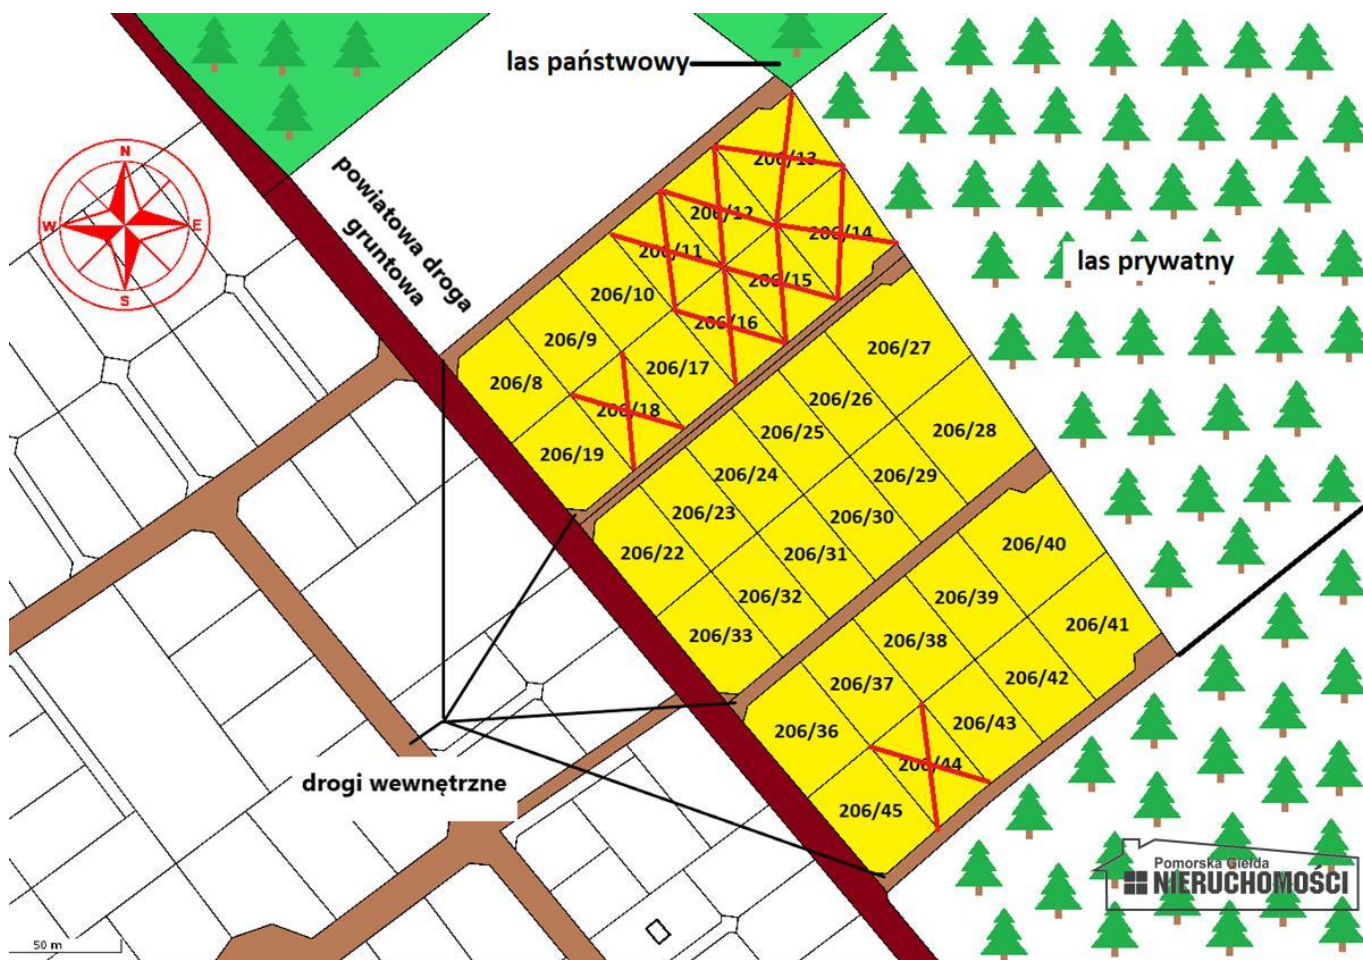 las państwowy
N
W
E
S
powiatowa droga
gruntowa
206/13
206/12
206/14
206/11
206/15
206/10
206/16
206/9
206/17
206/8
206/18
206/19
las prywatny
206/27
206/26
206/28
206/25
206/24
206/29
206/23
206/30
206/22
206/31
206/32
206/33
206/40
206/39
206/41
206/38
206/42
206/37
206/43
206/36
206/44
206/45
drogi wewnętrzne
50 m
Pomorska Giełda
NIERUCHOMOŚCI